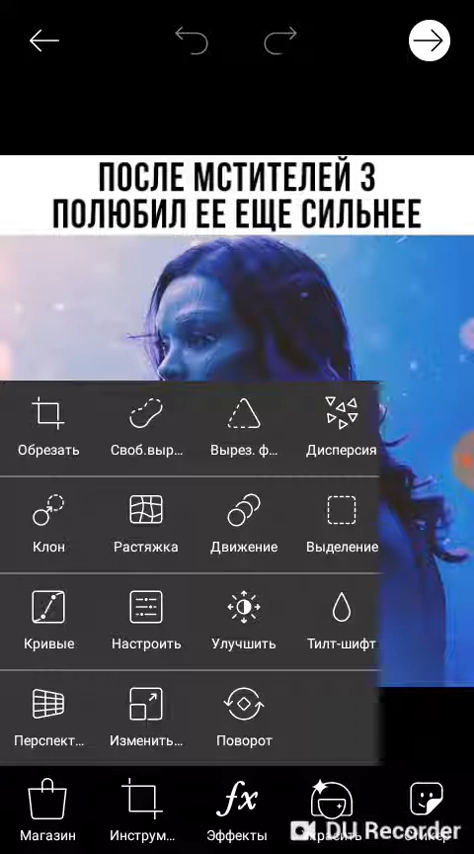 ПОСЛЕ МСТИТЕЛЕЙ 3
ПОЛЮБИЛ ЕЕ ЕЩЕ СИЛЬНЕЕ
Обрезать Своб.выр... Вырез. ф... Дисперсия
Клон Растяжка Движение Выделение
Кривые Настроить Улучшить Тилт-шифт
Перспект... Изменить... Поворот
Магазин Инструм... Эффекты
DU Recorder